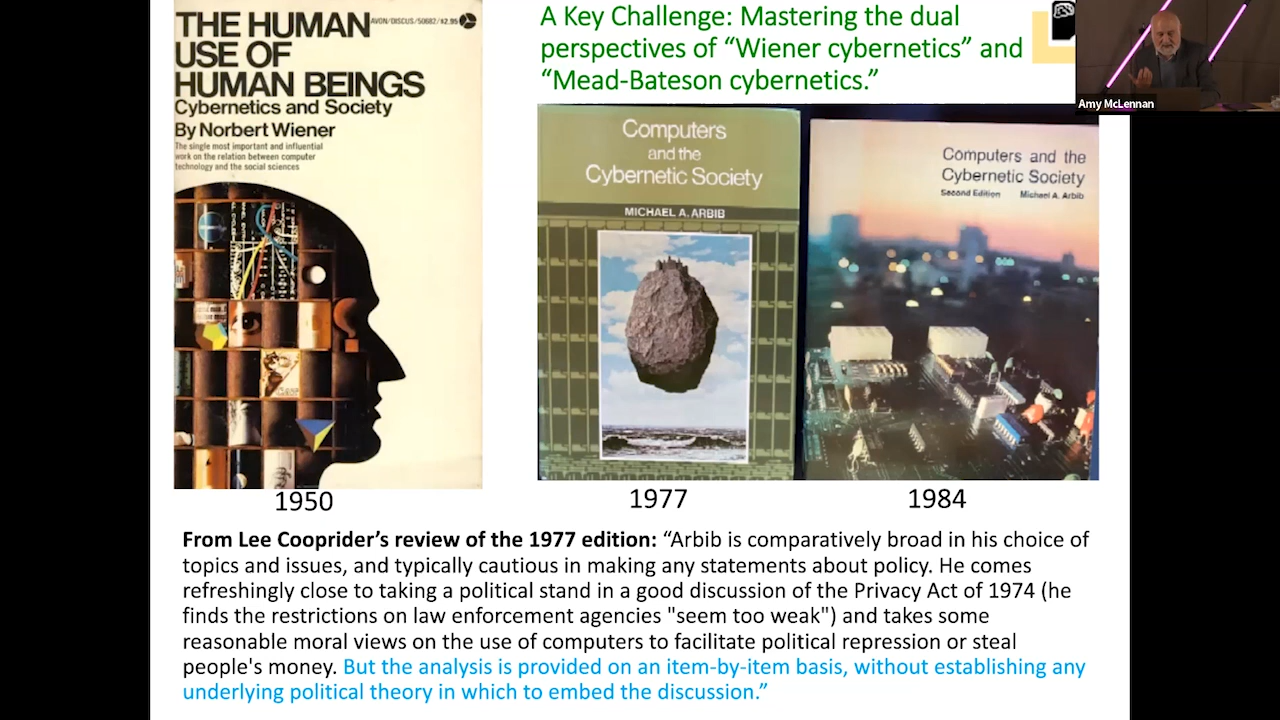 THE HUMAN
USE OF
HUMAN BEINGS
AVON/DISCUS/50682/$2.95
Cybernetics and Society
By Norbert Wiener
The single most important and influential
work on the relation between computer
technology and the social sciences
1950
A Key Challenge: Mastering the dual
perspectives of “Wiener cybernetics” and
“Mead-Bateson cybernetics.”
Computers
and the
Cybernetic Society
MICHAEL A. ARBIB
1977
Computers and the
Cybernetic Society
Second Edition Michael A. Arbib
1984
Amy McLennan
From Lee Cooprider’s review of the 1977 edition: “Arbib is comparatively broad in his choice of
topics and issues, and typically cautious in making any statements about policy. He comes
refreshingly close to taking a political stand in a good discussion of the Privacy Act of 1974 (he
finds the restrictions on law enforcement agencies "seem too weak") and takes some
reasonable moral views on the use of computers to facilitate political repression or steal
people's money. But the analysis is provided on an item-by-item basis, without establishing any
underlying political theory in which to embed the discussion.”